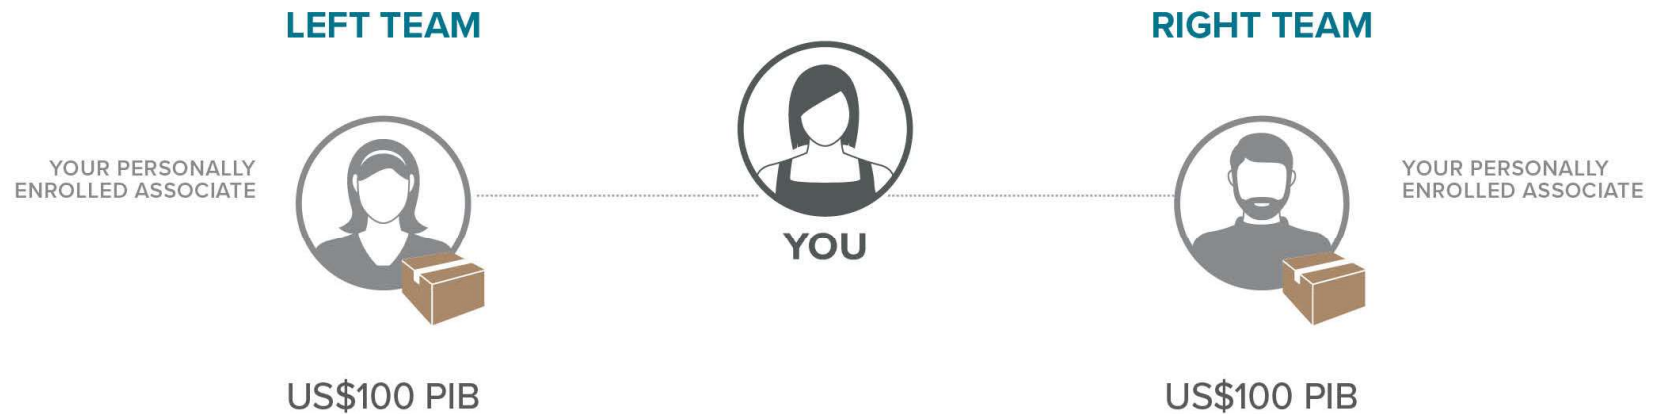 LEFT TEAM
RIGHT TEAM
YOUR PERSONALLY
ENROLLED ASSOCIATE
YOU
YOUR PERSONALLY
ENROLLED ASSOCIATE
US$100 PIB
US$100 PIB